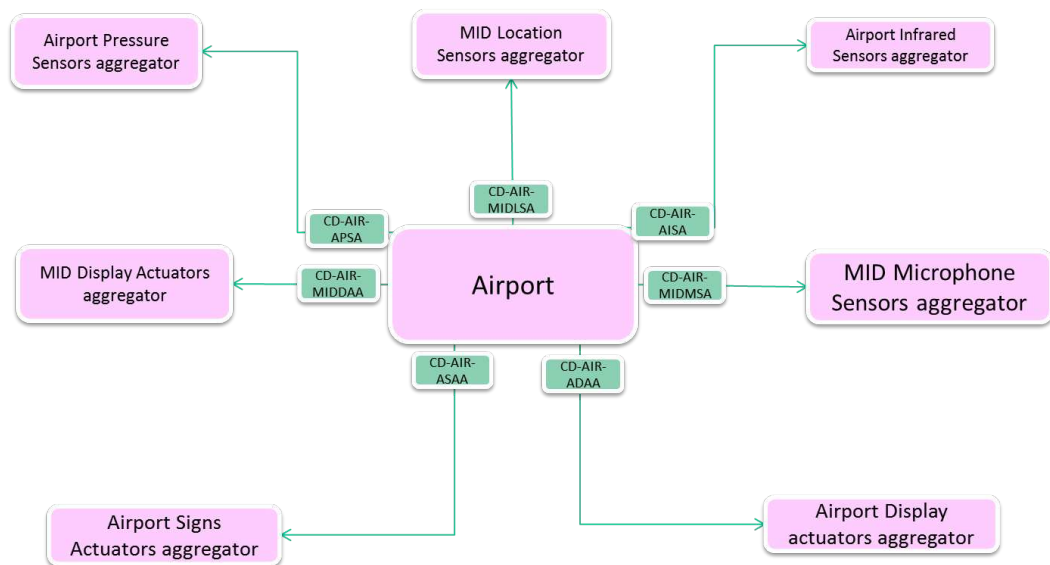 Airport Pressure
Sensors aggregator
MID Location
Sensors aggregator
Airport Infrared
Sensors aggregator
CD-AIR-
MIDLSA
CD-AIR-
APSA
CD-AIR-
AISA
MID Display Actuators
aggregator
CD-AIR-
MIDDAA
Airport
CD-AIR-
MIDMSA
MID Microphone
Sensors aggregator
CD-AIR-
ASAA
CD-AIR-
ADAA
Airport Signs
Actuators aggregator
Airport Display
actuators aggregator